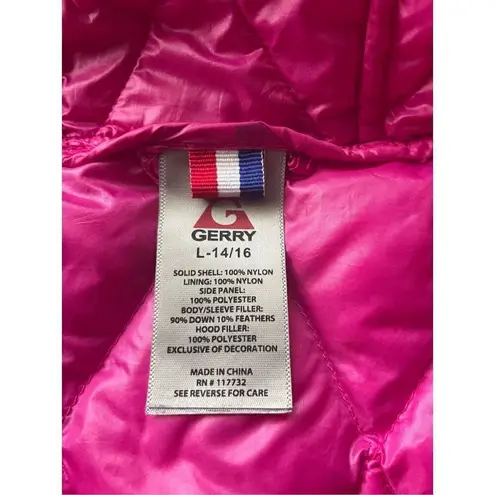 G
GERRY
L-14/16
SOLID SHELL: 100% NYLON
LINING: 100% NYLON
SIDE PANEL:
100% POLYESTER
BODY/SLEEVE FILLER:
90% DOWN 10% FEATHERS
HOOD FILLER:
100% POLYESTER
EXCLUSIVE OF DECORATION
MADE IN CHINA
RN # 117732
SEE REVERSE FOR CARE